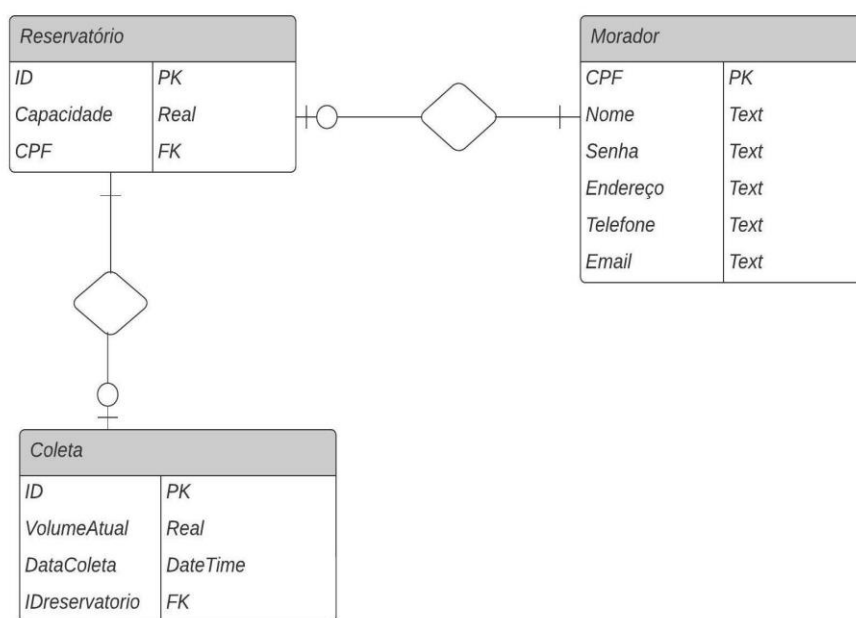 Reservatório
ID PK
Capacidade Real
CPF FK
Morador
CPF PK
Nome Text
Senha Text
Endereço Text
Telefone Text
Email Text
Coleta
ID PK
VolumeAtual Real
DataColeta DateTime
IDreservatorio FK